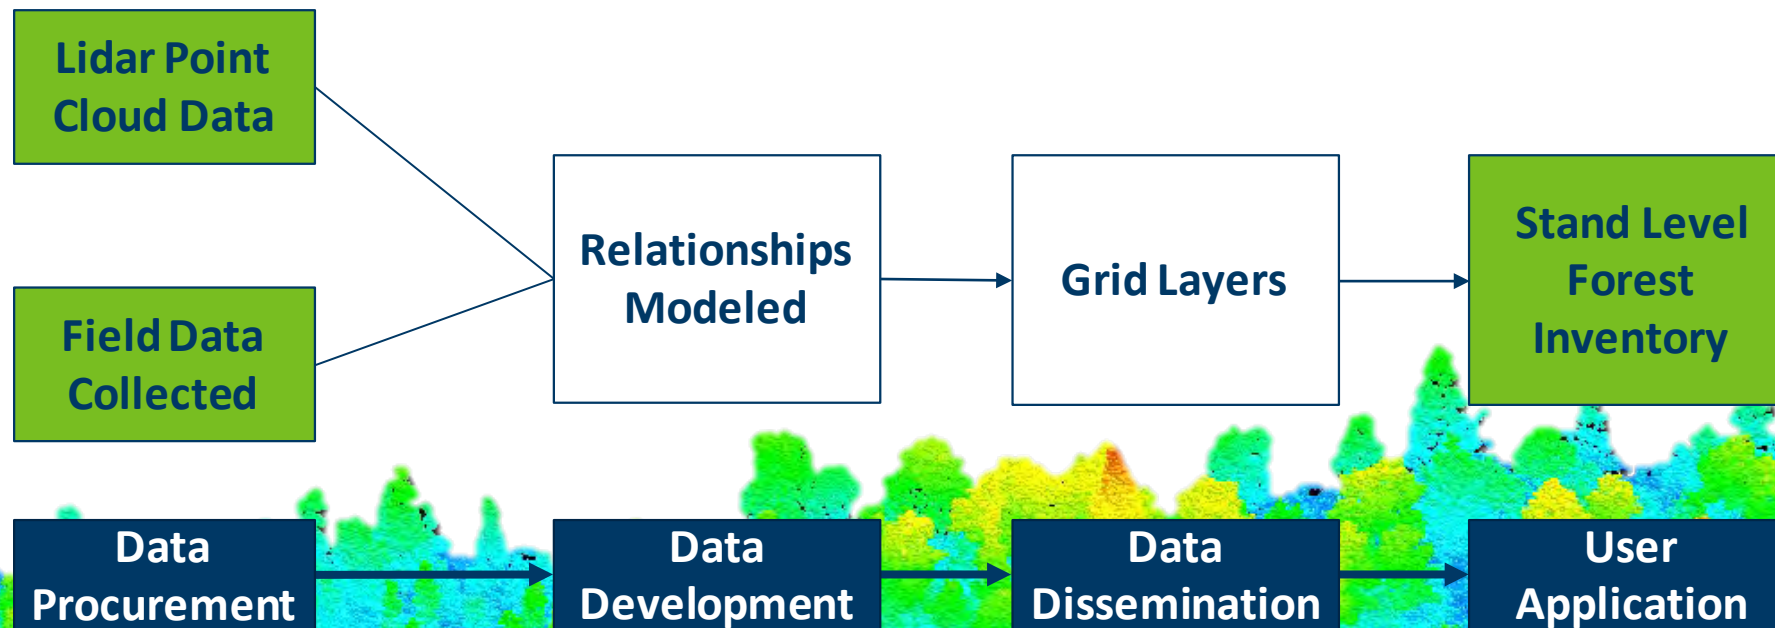 Lidar Point
Cloud Data
Field Data
Collected
Relationships
Modeled
Grid Layers
Stand Level
Forest
Inventory
Data
Procurement
Data
Development
Data
Dissemination
User
Application